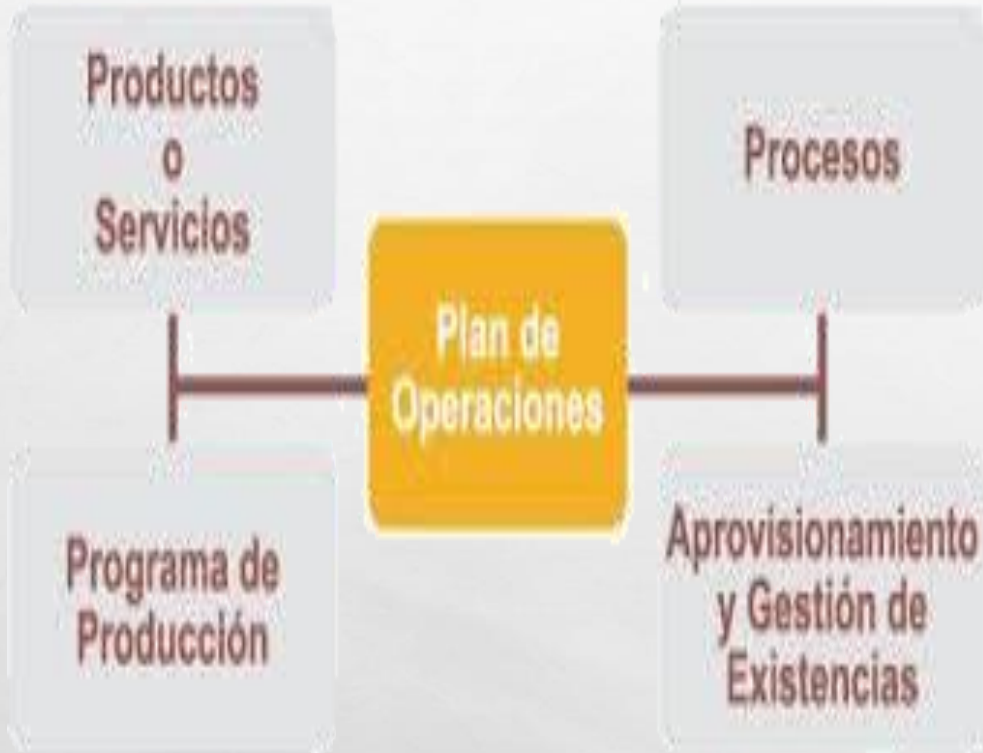 Productos
o
Servicios
Procesos
Plan de
Operaciones
Programa de
Producción
Aprovisionamiento
y Gestión de
Existencias